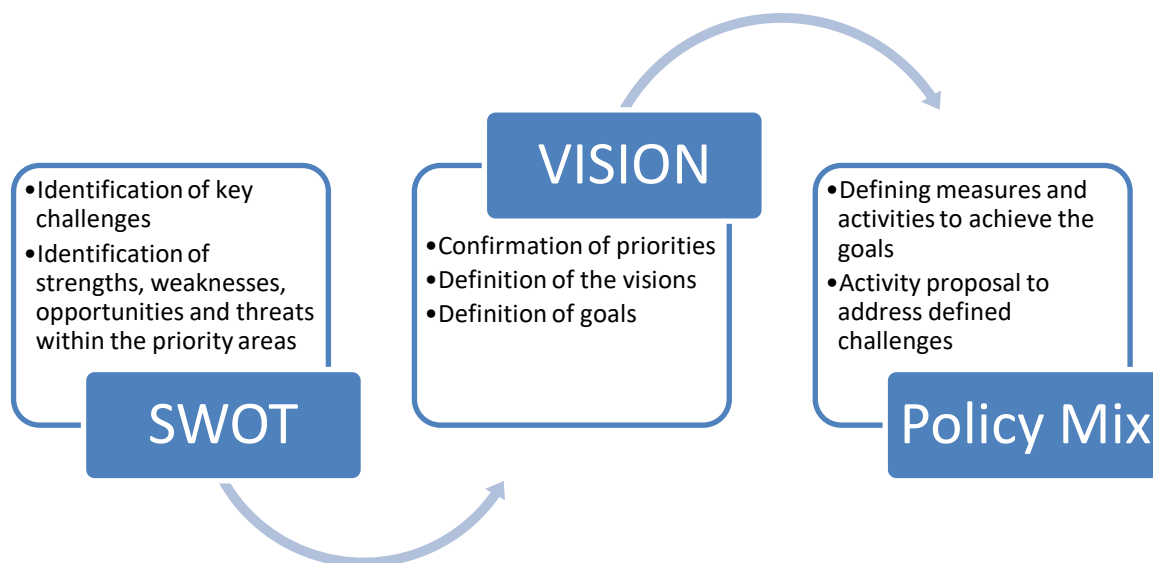 •Identification of key
challenges
•Identification of
strengths, weaknesses,
opportunities and threats
within the priority areas
SWOT
VISION
•Confirmation of priorities
•Definition of the visions
•Definition of goals
•Defining measures and
activities to achieve the
goals
•Activity proposal to
address defined
challenges
Policy Mix